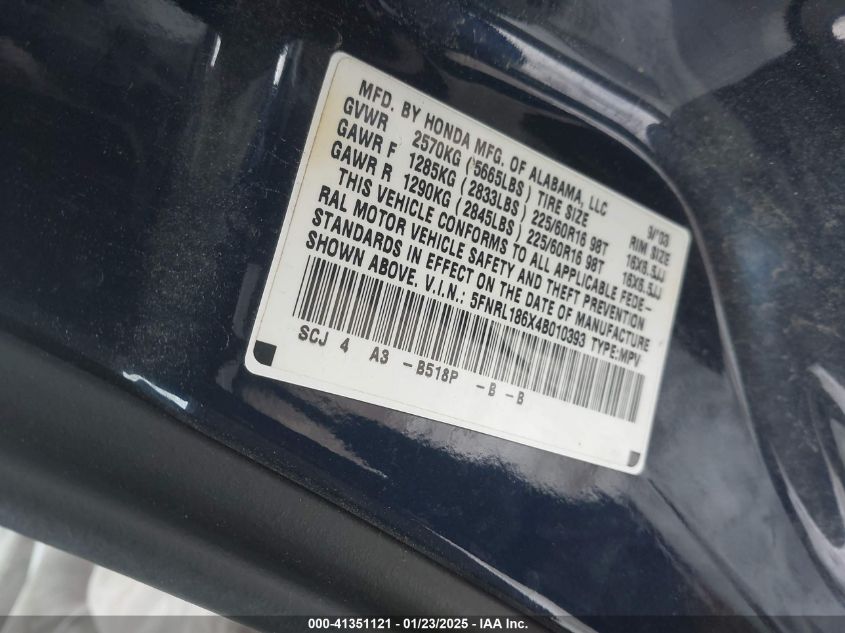 MFD. BY HONDA MFG. OF ALABAMA, LLC 9/'03
GVWR 2570KG (5665LBS) TIRE SIZE RIM SIZE
GAWR F 1285KG (2833LBS) 225/60R16 98T 16X6.5JJ
GAWR R 1290KG (2845LBS) 225/60R16 98T 16X6.5JJ
THIS VEHICLE CONFORMS TO ALL APPLICABLE FEDE-
RAL MOTOR VEHICLE SAFETY AND THEFT PREVENTION
STANDARDS IN EFFECT ON THE DATE OF MANUFACTURE
SHOWN ABOVE. V.I.N.: 5FNRL186X4B010393 TYPE:MPV
SCJ 4 A3 -B518P -B -B
000-41351121 - 01/23/2025 - IAA Inc.